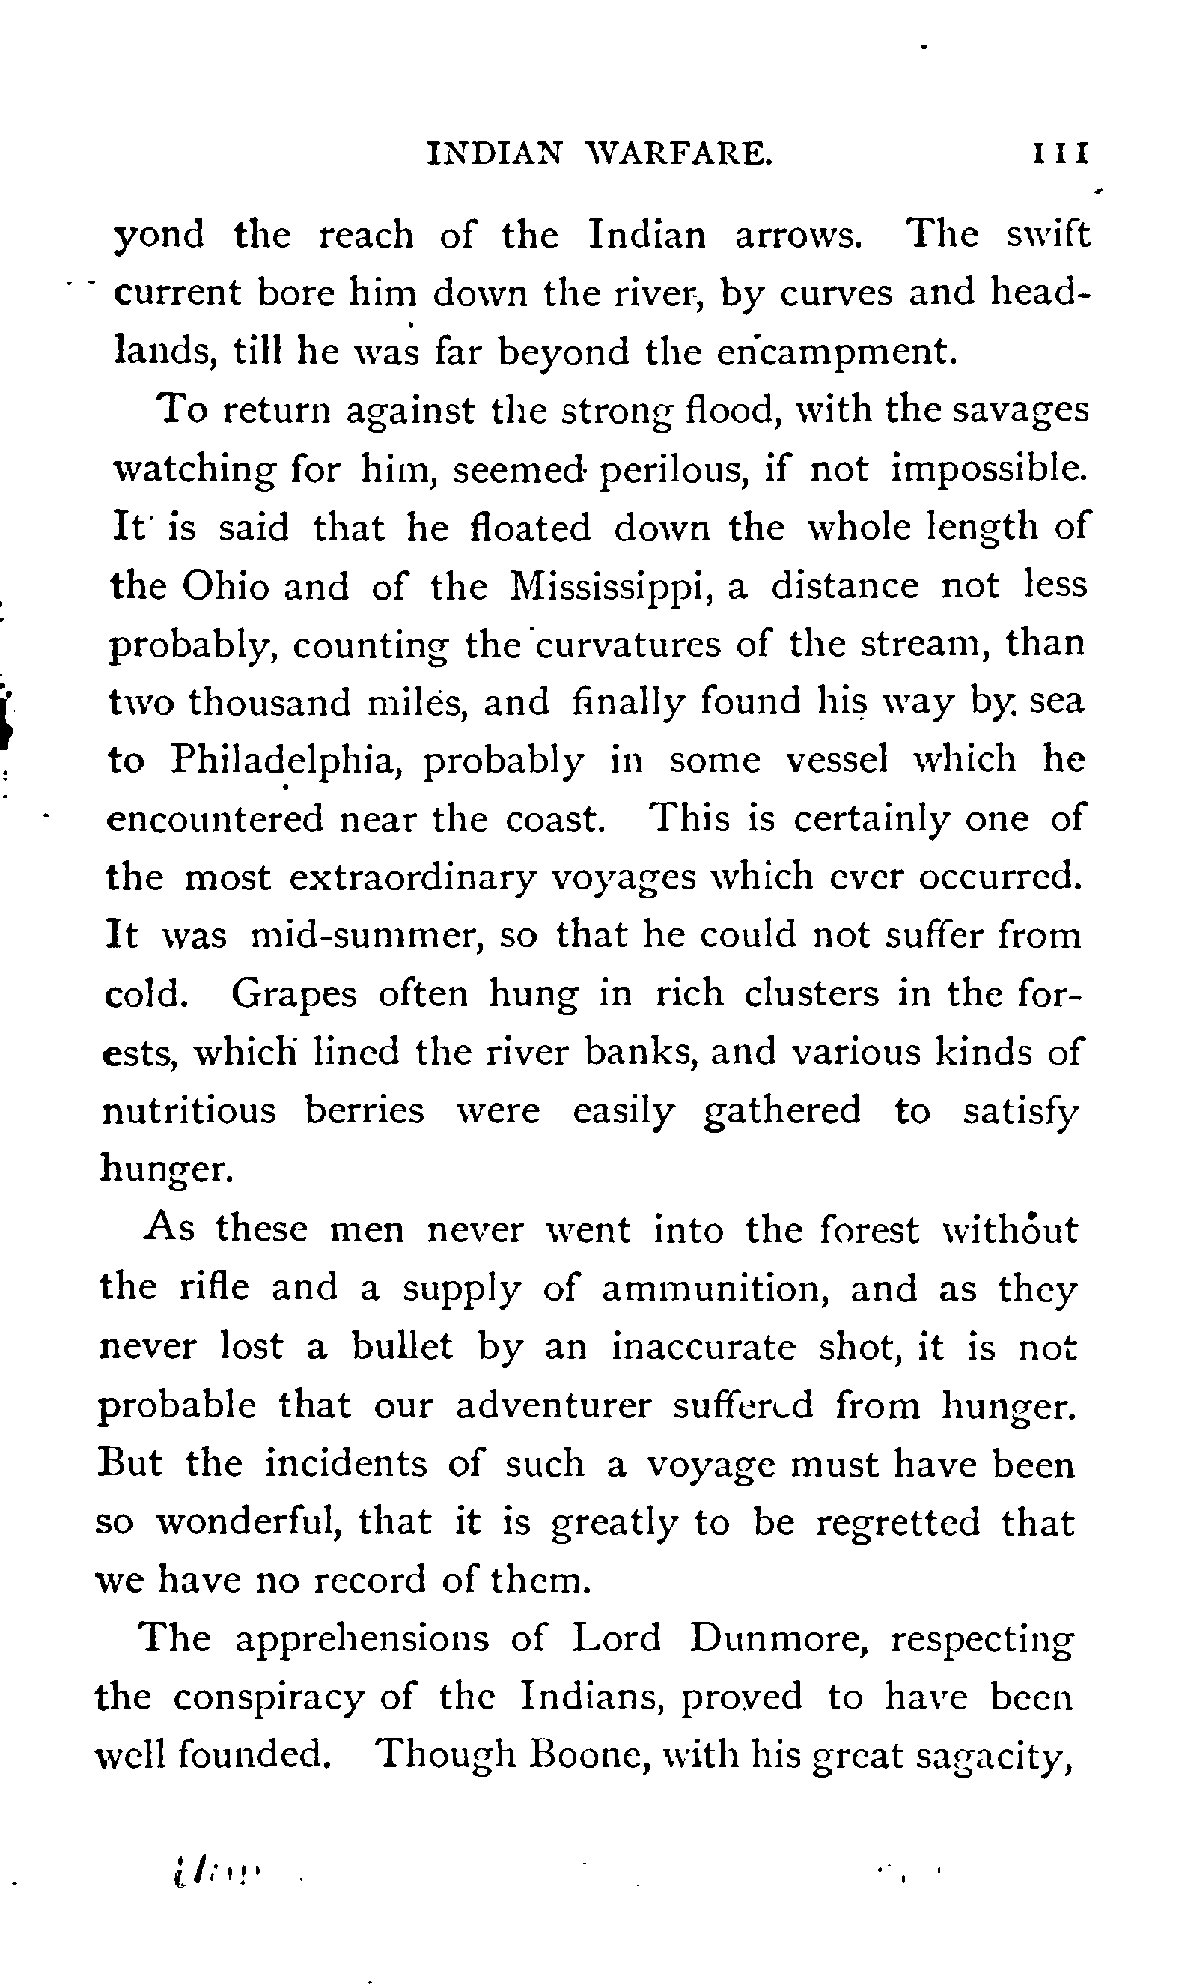 INDIAN WARFARE. 111
yond the reach of the Indian arrows. The swift
current bore him down the river, by curves and head-
lands, till he was far beyond the encampment.
To return against the strong flood, with the savages
watching for him, seemed perilous, if not impossible.
It is said that he floated down the whole length of
the Ohio and of the Mississippi, a distance not less
probably, counting the curvatures of the stream, than
two thousand miles, and finally found his way by sea
to Philadelphia, probably in some vessel which he
encountered near the coast. This is certainly one of
the most extraordinary voyages which ever occurred.
It was mid-summer, so that he could not suffer from
cold. Grapes often hung in rich clusters in the for-
ests, which lined the river banks, and various kinds of
nutritious berries were easily gathered to satisfy
hunger.
As these men never went into the forest without
the rifle and a supply of ammunition, and as they
never lost a bullet by an inaccurate shot, it is not
probable that our adventurer suffered from hunger.
But the incidents of such a voyage must have been
so wonderful, that it is greatly to be regretted that
we have no record of them.
The apprehensions of Lord Dunmore, respecting
the conspiracy of the Indians, proved to have been
well founded. Though Boone, with his great sagacity,